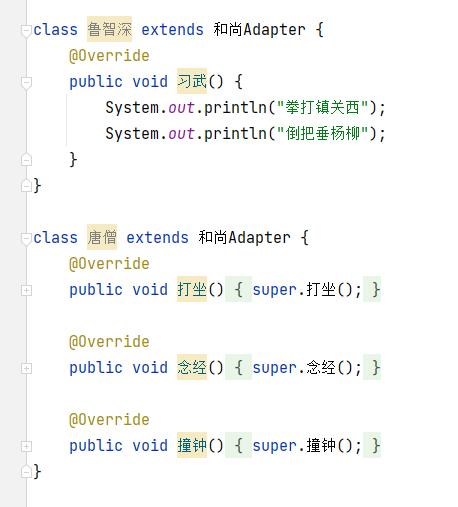 class 鲁智深 extends 和尚Adapter {
@Override
public void 习武() {
System.out.println("拳打镇关西");
System.out.println("倒把垂杨柳");
}
}
class 唐僧 extends 和尚Adapter {
@Override
public void 打坐() { super.打坐(); }
@Override
public void 念经() { super.念经(); }
@Override
public void 撞钟() { super.撞钟(); }
}